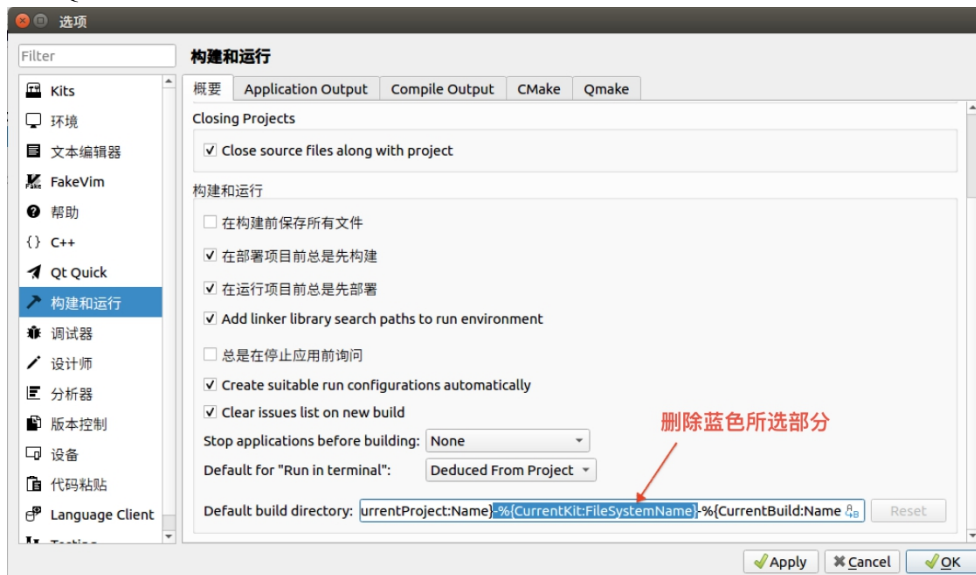 选项
Filter
Kits
环境
文本编辑器
FakeVim
帮助
{} C++
Qt Quick
构建和运行
调试器
设计师
分析器
版本控制
设备
代码粘贴
Language Client
构建和运行
概要 Application Output Compile Output CMake Qmake
Closing Projects
Close source files along with project
构建和运行
在构建前保存所有文件
在部署项目前总是先构建
在运行项目前总是先部署
Add linker library search paths to run environment
总是在停止应用前询问
Create suitable run configurations automatically
Clear issues list on new build
删除蓝色所选部分
Stop applications before building: None
Default for "Run in terminal": Deduced From Project
Default build directory: urrentProject:Name}-%{CurrentKit:FileSystemName}-%{CurrentBuild:Name Reset
Apply Cancel OK